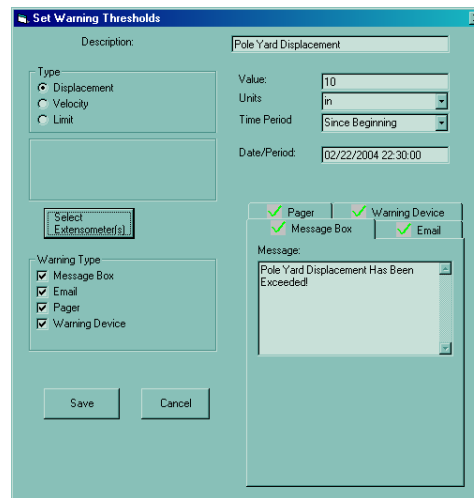 Set Warning Thresholds
Description:
Pole Yard Displacement
Type
Displacement
Velocity
Limit
Value:
10
Units
in
Time Period
Since Beginning
Date/Period:
02/22/2004 22:30:00
Select
Extensometer(s)
Pager
Warning Device
Message Box
Email
Message:
Pole Yard Displacement Has Been
Exceeded!
Warning Type
Message Box
Email
Pager
Warning Device
Save
Cancel